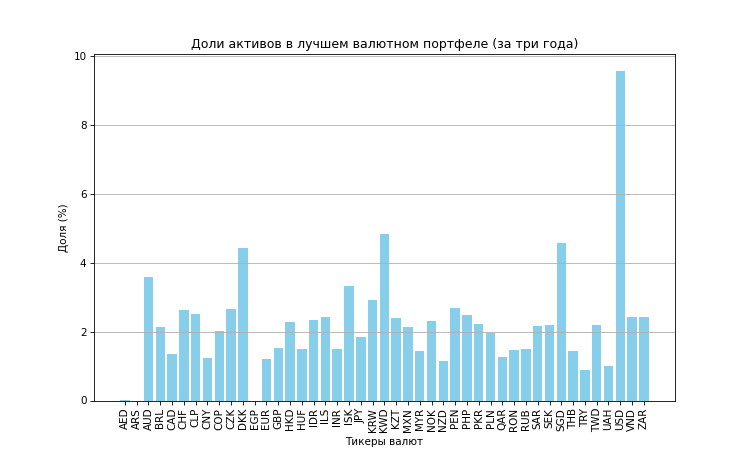 Доли активов в лучшем валютном портфеле (за три года)
Доля (%)
10
8
6
4
2
0
AED ARS AUD BRL CAD CHF CLP CNY COP CZK DKK EGP EUR GBP HKD HUF IDR ILS INR ISK JPY KRW KWD KZT MXN MYR NOK NZD PEN PHP PKR PLN QAR RON RUB SAR SEK SGD THB TRY TWD UAH USD VND ZAR
Тикеры валют